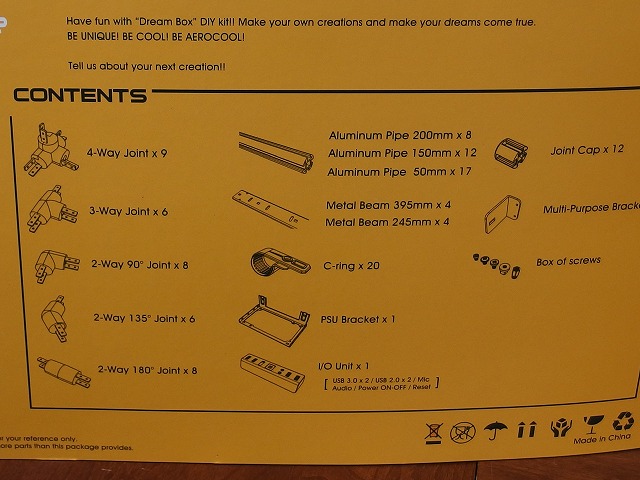 Have fun with "Dream Box" DIY kit!! Make your own creations and make your dreams come true.
BE UNIQUE! BE COOL! BE AEROCOOL!
Tell us about your next creation!!
CONTENTS
4-Way Joint x 9
3-Way Joint x 6
2-Way 90° Joint x 8
2-Way 135° Joint x 6
2-Way 180° Joint x 8
Aluminum Pipe 200mm x 8
Aluminum Pipe 150mm x 12
Aluminum Pipe 50mm x 17
Metal Beam 395mm x 4
Metal Beam 245mm x 4
C-ring x 20
PSU Bracket x 1
I/O Unit x 1
[ USB 3.0 x 2 / USB 2.0 x 2 / Mic
Audio / Power ON-OFF / Reset ]
Joint Cap x 12
Multi-Purpose Bracke
Box of screws
your reference only.
more parts than this package provides.
Made in China